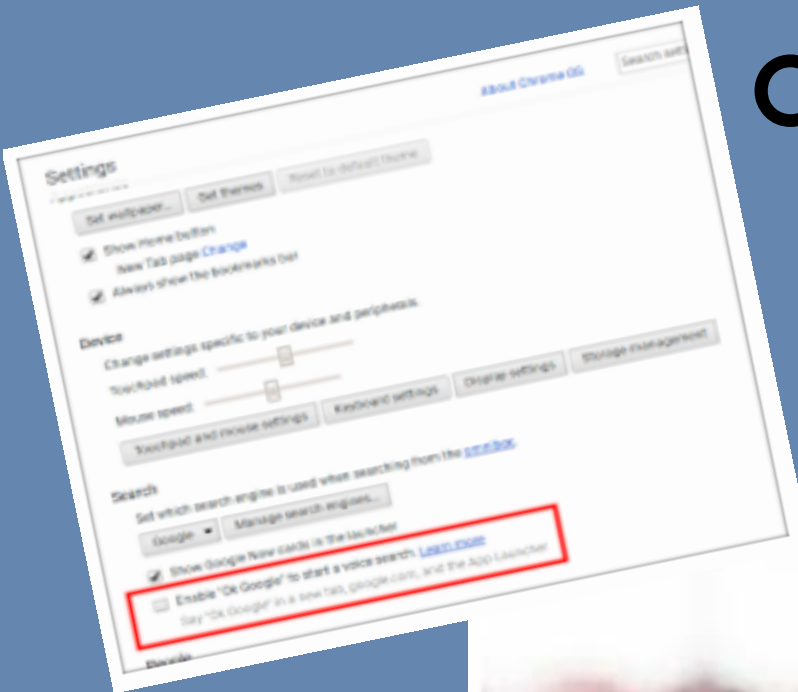 About Chrome OS
Search sett
Settings
Appearance
Set wallpaper... Set themes Reset to default theme
Show Home button
New Tab page Change
Always show the bookmarks bar
Device
Change settings specific to your device and peripherals.
Touchpad speed:
Mouse speed:
Touchpad and mouse settings Keyboard settings Display settings Storage management
Search
Set which search engine is used when searching from the omnibox.
Google Manage search engines...
Show Google Now cards in the launcher
Enable "Ok Google" to start a voice search. Learn more
Say "Ok Google" in a new tab, google.com, and the App Launcher
People